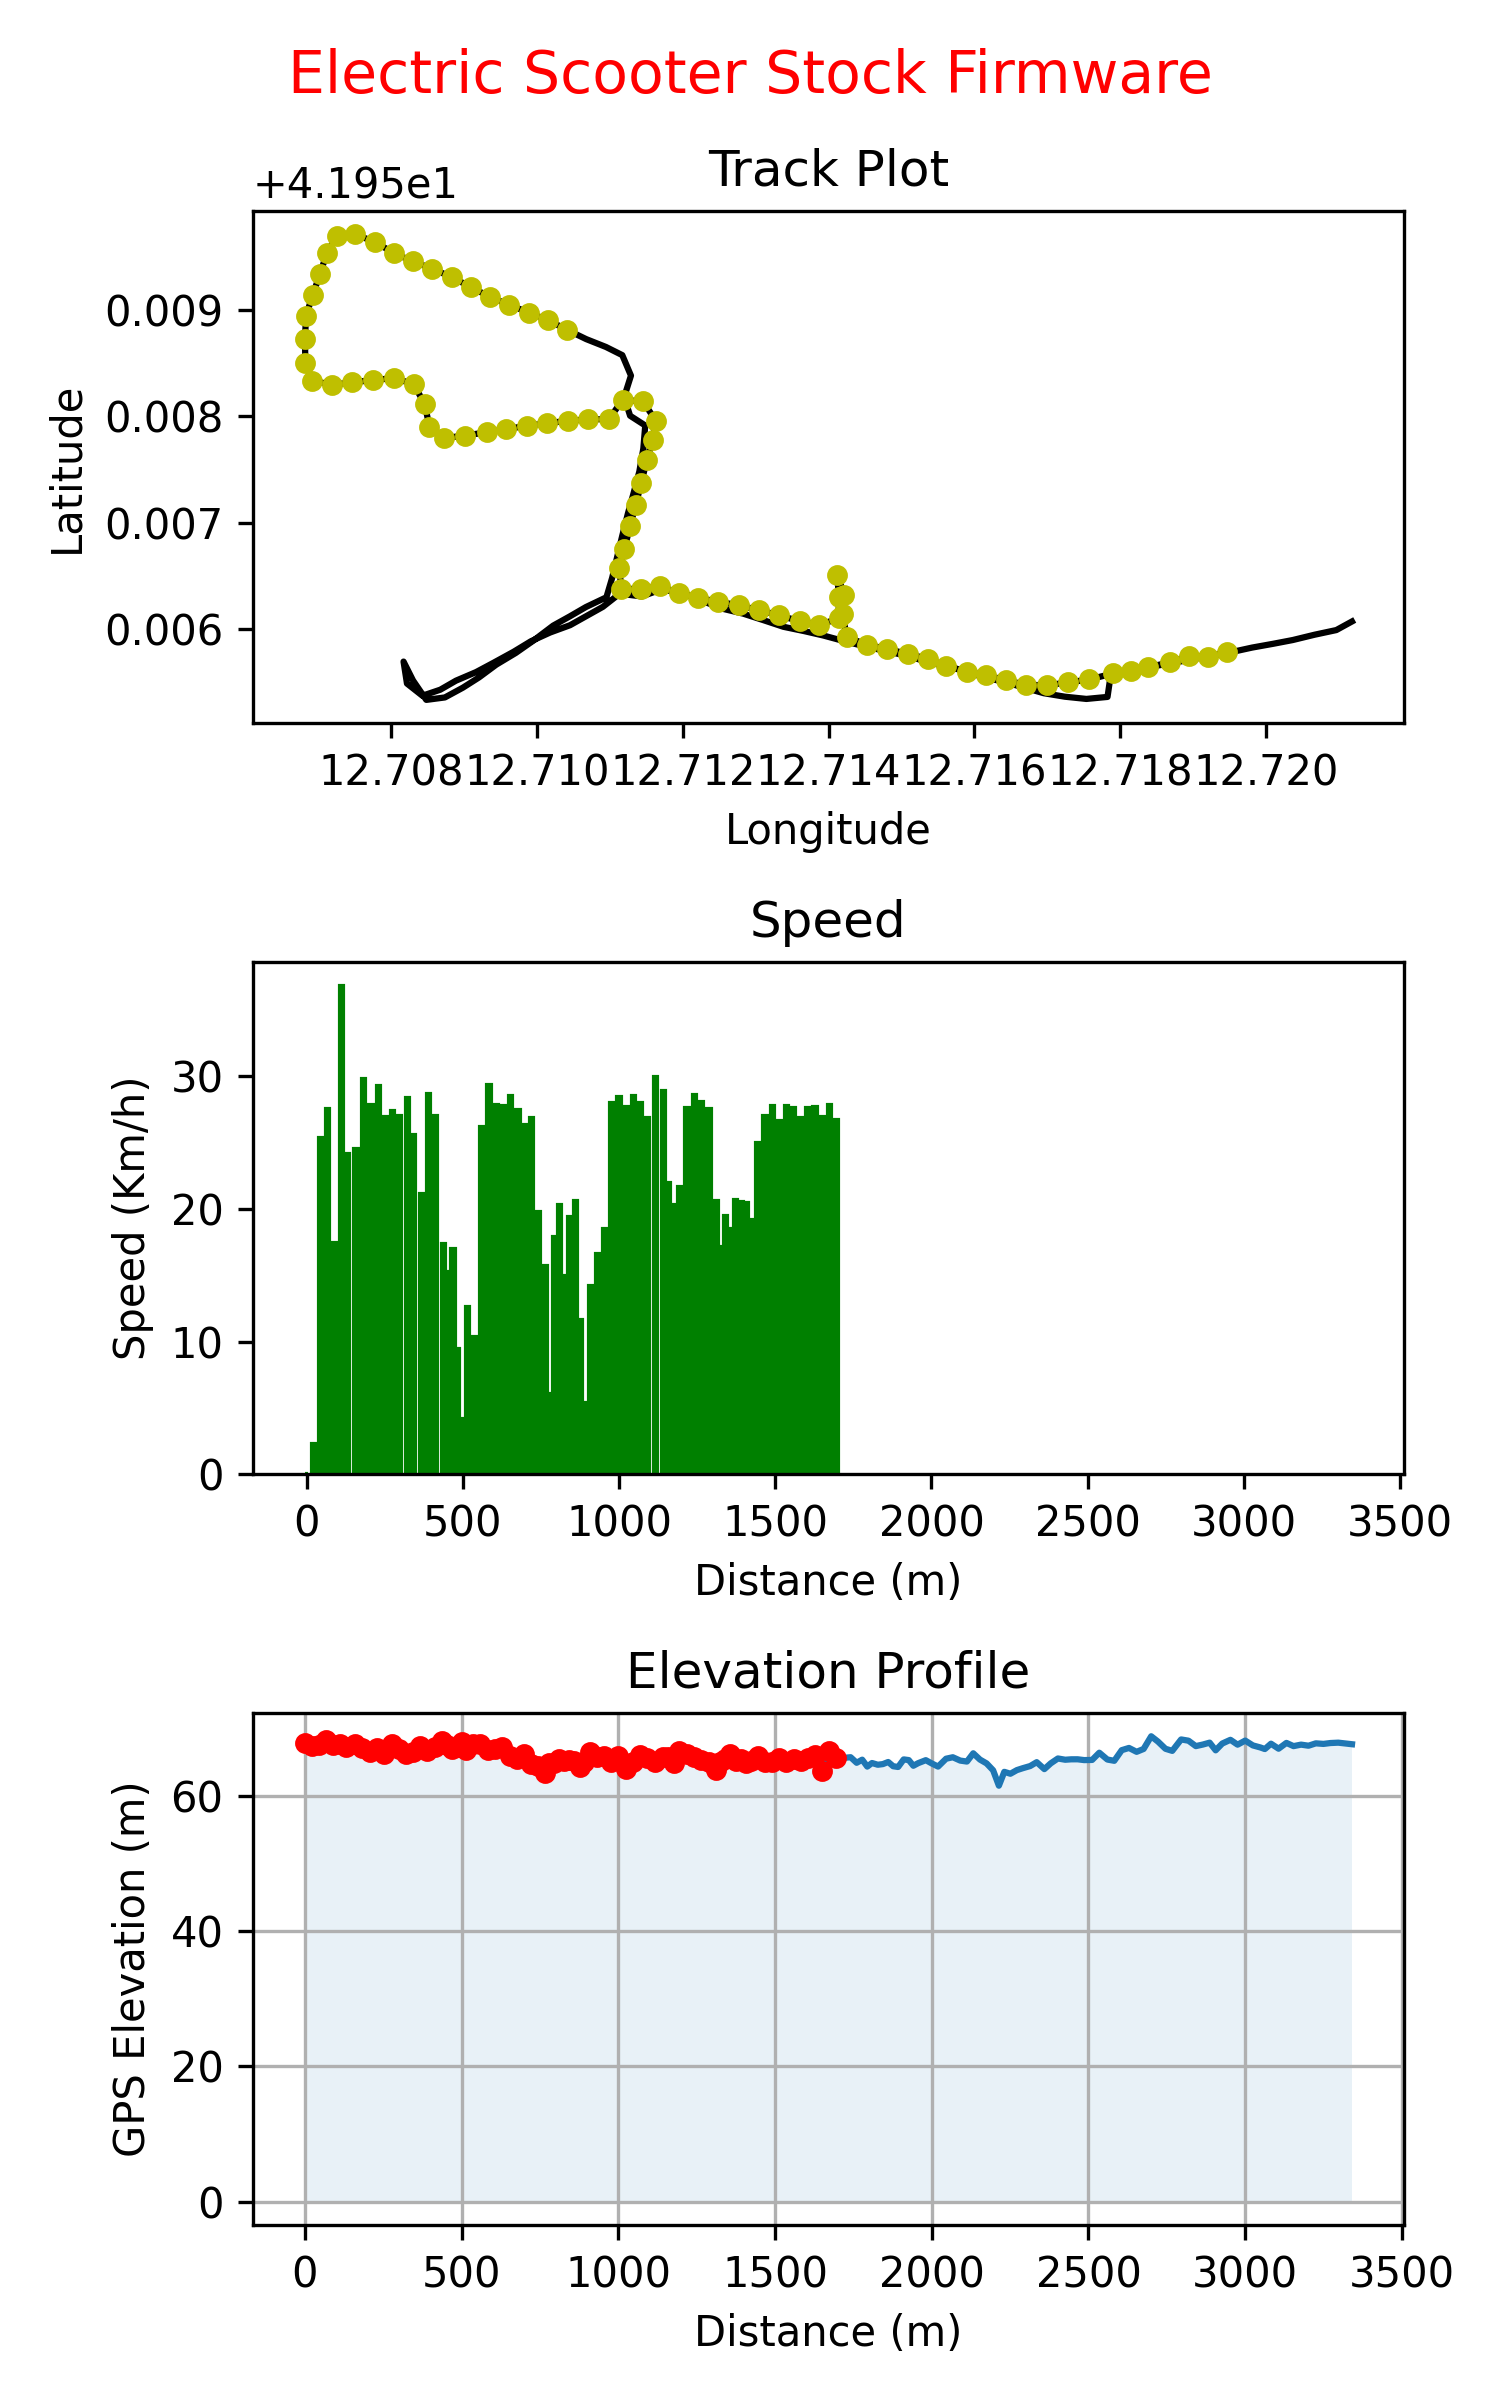 Electric Scooter Stock Firmware
Track Plot
+4.195e1
0.009
0.008
0.007
0.006
Latitude
12.708 12.710 12.712 12.714 12.716 12.718 12.720
Longitude
Speed
30
20
10
0
Speed (Km/h)
0 500 1000 1500 2000 2500 3000 3500
Distance (m)
Elevation Profile
60
40
20
0
GPS Elevation (m)
0 500 1000 1500 2000 2500 3000 3500
Distance (m)